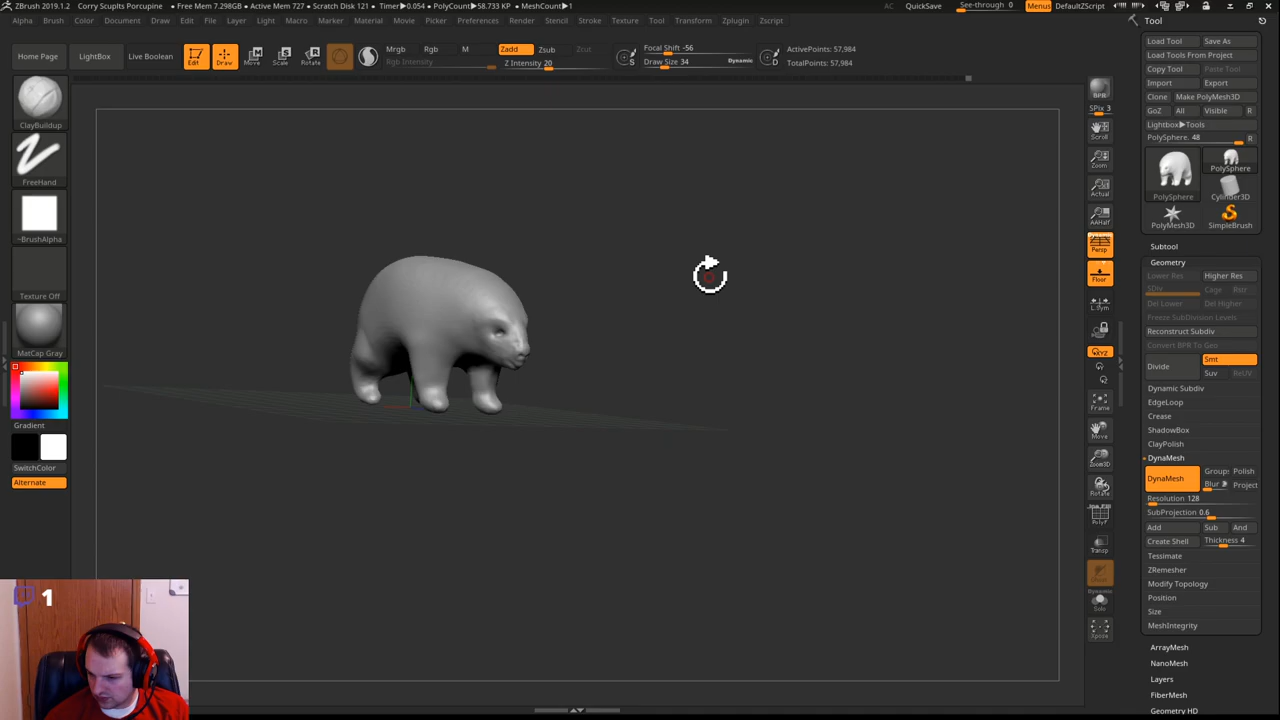 ZBrush 2019.1.2
Corry Scuplts Porcupine
• Free Mem 7.298GB • Active Mem 727 • Scratch Disk 121 • Timer▶0.054 • PolyCount▶58.733 KP • MeshCount▶1
AC
QuickSave
See-through 0
Menus
DefaultZScript
Alpha Brush Color Document Draw Edit File Layer Light Macro Marker Material Movie Picker Preferences Render Stencil Stroke Texture Tool Transform Zplugin Zscript
Home Page
LightBox
Live Boolean
Edit
Draw
Move
Scale
Rotate
Mrgb Rgb M
Rgb Intensity
Zadd Zsub Zcut
Z Intensity 20
S
Focal Shift -56
Draw Size 34
Dynamic
D
ActivePoints: 57,984
TotalPoints: 57,984
ClayBuildup
FreeHand
~BrushAlpha
Texture Off
MatCap Gray
Gradient
SwitchColor
Alternate
1
BPR
SPix 3
Scroll
Zoom
Actual
AAHalf
Persp
Floor
L.Sym
XYZ
Frame
Move
Zoom3D
Rotate
PolyF
Transp
Dynamic
Solo
Xpose
Tool
Load Tool Save As
Load Tools From Project
Copy Tool Paste Tool
Import Export
Clone Make PolyMesh3D
GoZ All Visible R
Lightbox▶Tools
PolySphere. 48 R
PolySphere
PolySphere
Cylinder3D
PolyMesh3D
SimpleBrush
Subtool
Geometry
Lower Res Higher Res
SDiv Cage Rstr
Del Lower Del Higher
Freeze SubDivision Levels
Reconstruct Subdiv
Convert BPR To Geo
Divide
Smt
Suv ReUV
Dynamic Subdiv
EdgeLoop
Crease
ShadowBox
ClayPolish
DynaMesh
DynaMesh
Groups Polish
Blur Project
Resolution 128
SubProjection 0.6
Add Sub And
Create Shell Thickness 4
Tessimate
ZRemesher
Modify Topology
Position
Size
MeshIntegrity
ArrayMesh
NanoMesh
Layers
FiberMesh
Geometry HD